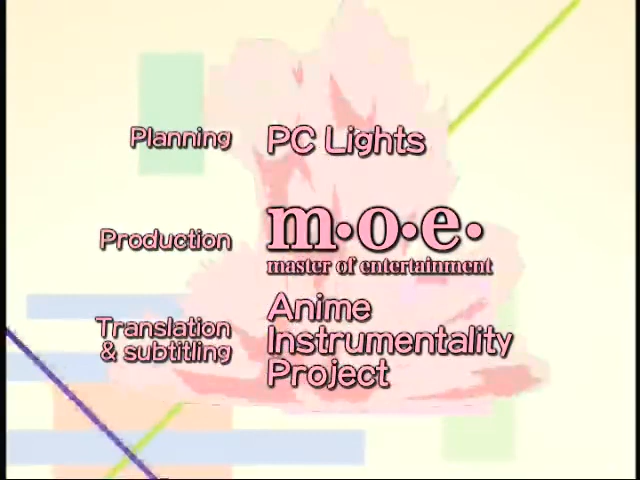 Planning PC Lights
Production m•o•e•
master of entertainment
Translation & subtitling
Anime
Instrumentality
Project